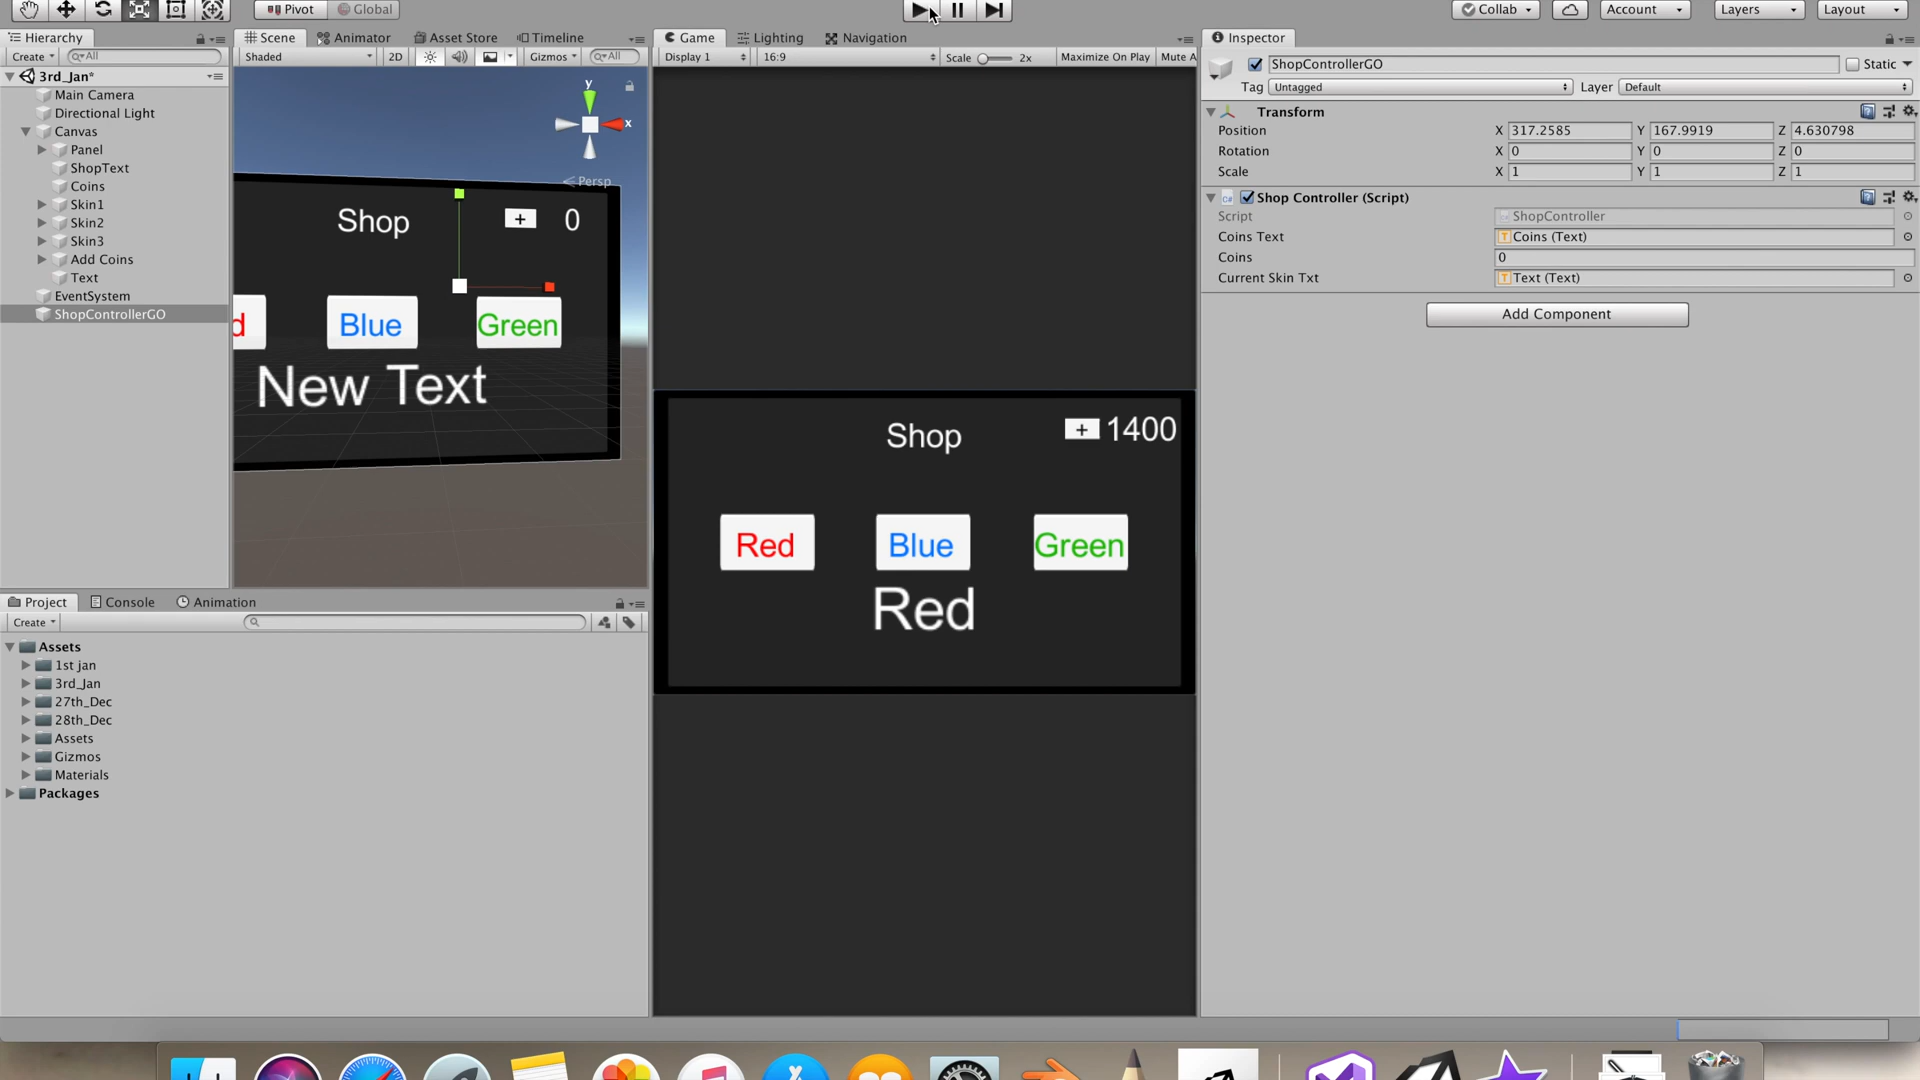 Pivot Global Collab Account Layers Layout
Hierarchy Scene Animator Asset Store Timeline Game Lighting Navigation Inspector
Create All Shaded 2D Gizmos All Display 1 16:9 Scale 2x Maximize On Play Mute A
ShopControllerGO Static
Tag Untagged Layer Default
3rd_Jan*
Main Camera
Directional Light
Canvas
Panel
ShopText
Coins
Skin1
Skin2
Skin3
Add Coins
Text
EventSystem
ShopControllerGO
y
x
Persp
Shop + 0
d Blue Green
New Text
Shop + 1400
Red Blue Green
Red
Transform
Position X 317.2585 Y 167.9919 Z 4.630798
Rotation X 0 Y 0 Z 0
Scale X 1 Y 1 Z 1
Shop Controller (Script)
Script ShopController
Coins Text Coins (Text)
Coins 0
Current Skin Txt Text (Text)
Add Component
Project Console Animation
Create
Assets
1st jan
3rd_Jan
27th_Dec
28th_Dec
Assets
Gizmos
Materials
Packages